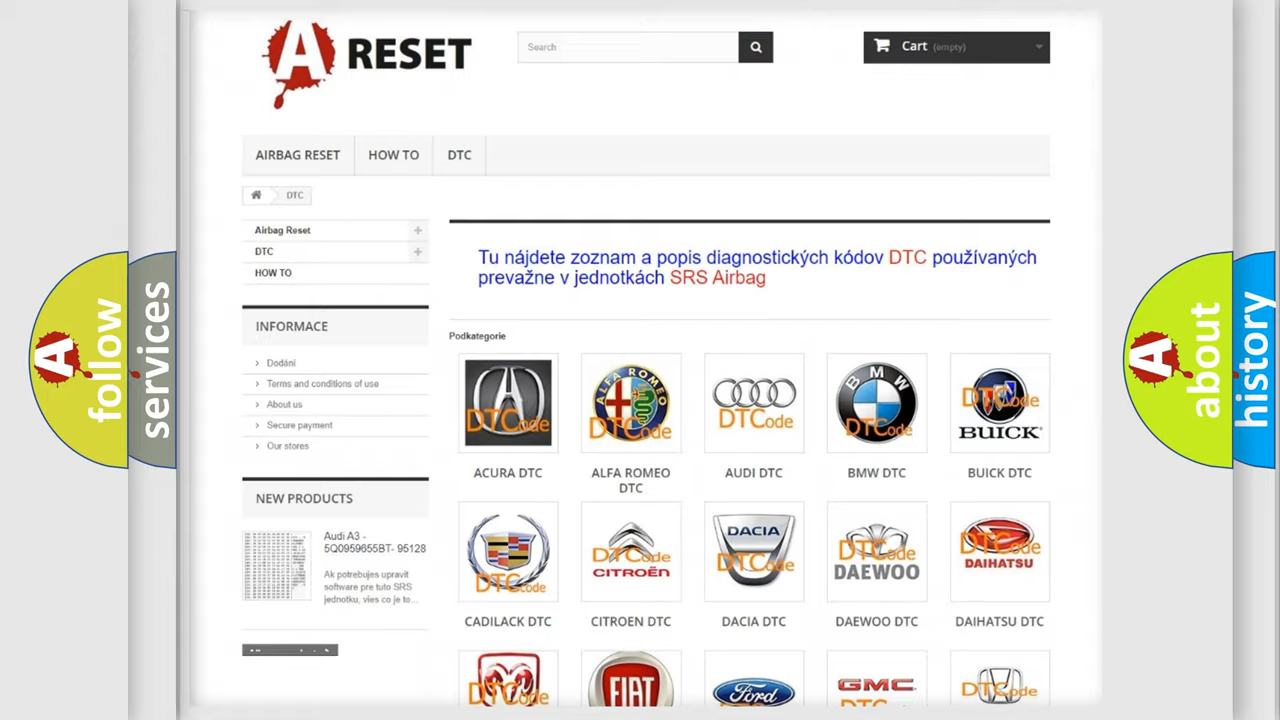 A RESET
Search
Cart (empty)
AIRBAG RESET
HOW TO
DTC
DTC
Airbag Reset
DTC
HOW TO
INFORMACE
Dodání
Terms and conditions of use
About us
Secure payment
Our stores
NEW PRODUCTS
Audi A3 -
5Q0959655BT- 95128
Ak potrebujes upravit
software pre tuto SRS
jednotku, vies co je to...
Tu nájdete zoznam a popis diagnostických kódov DTC používaných
prevažne v jednotkách SRS Airbag
Podkategorie
DTCode
ALFA ROMEO
DTCode
DTCode
BMW
DTCode
DTCode
BUICK
ACURA DTC
ALFA ROMEO
DTC
AUDI DTC
BMW DTC
BUICK DTC
DTCode
DTCode
CITROËN
DACIA
DTCode
DTCode
DAEWOO
DTCode
DAIHATSU
CADILACK DTC
CITROEN DTC
DACIA DTC
DAEWOO DTC
DAIHATSU DTC
DTCode
FIAT
Ford
GMC
DTCode
A follow
services
A about
history